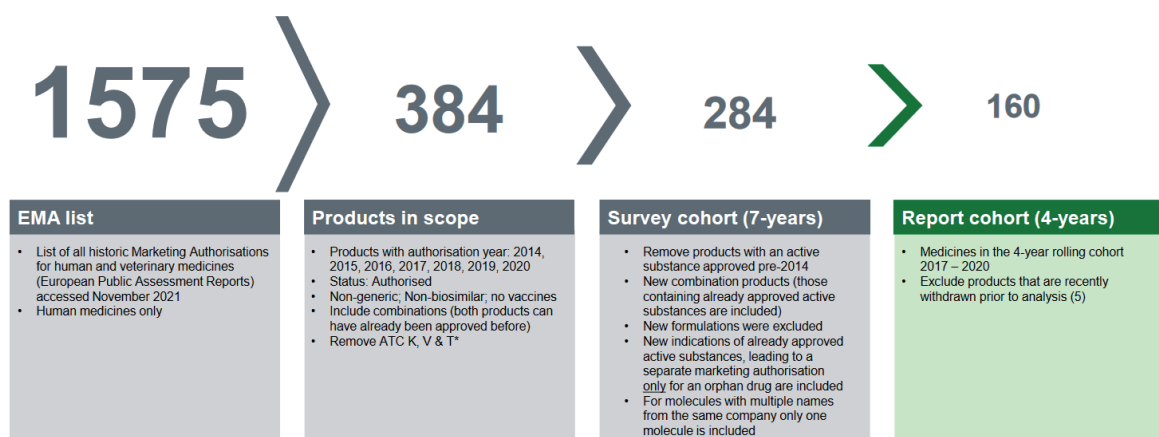 1575
384
284
160
EMA list
• List of all historic Marketing Authorisations
for human and veterinary medicines
(European Public Assessment Reports)
accessed November 2021
• Human medicines only
Products in scope
• Products with authorisation year: 2014,
2015, 2016, 2017, 2018, 2019, 2020
• Status: Authorised
• Non-generic; Non-biosimilar; no vaccines
• Include combinations (both products can
have already been approved before)
• Remove ATC K, V & T*
Survey cohort (7-years)
• Remove products with an active
substance approved pre-2014
• New combination products (those
containing already approved active
substances are included)
• New formulations were excluded
• New indications of already approved
active substances, leading to a
separate marketing authorisation
only for an orphan drug are included
• For molecules with multiple names
from the same company only one
molecule is included
Report cohort (4-years)
• Medicines in the 4-year rolling cohort
2017 – 2020
• Exclude products that are recently
withdrawn prior to analysis (5)